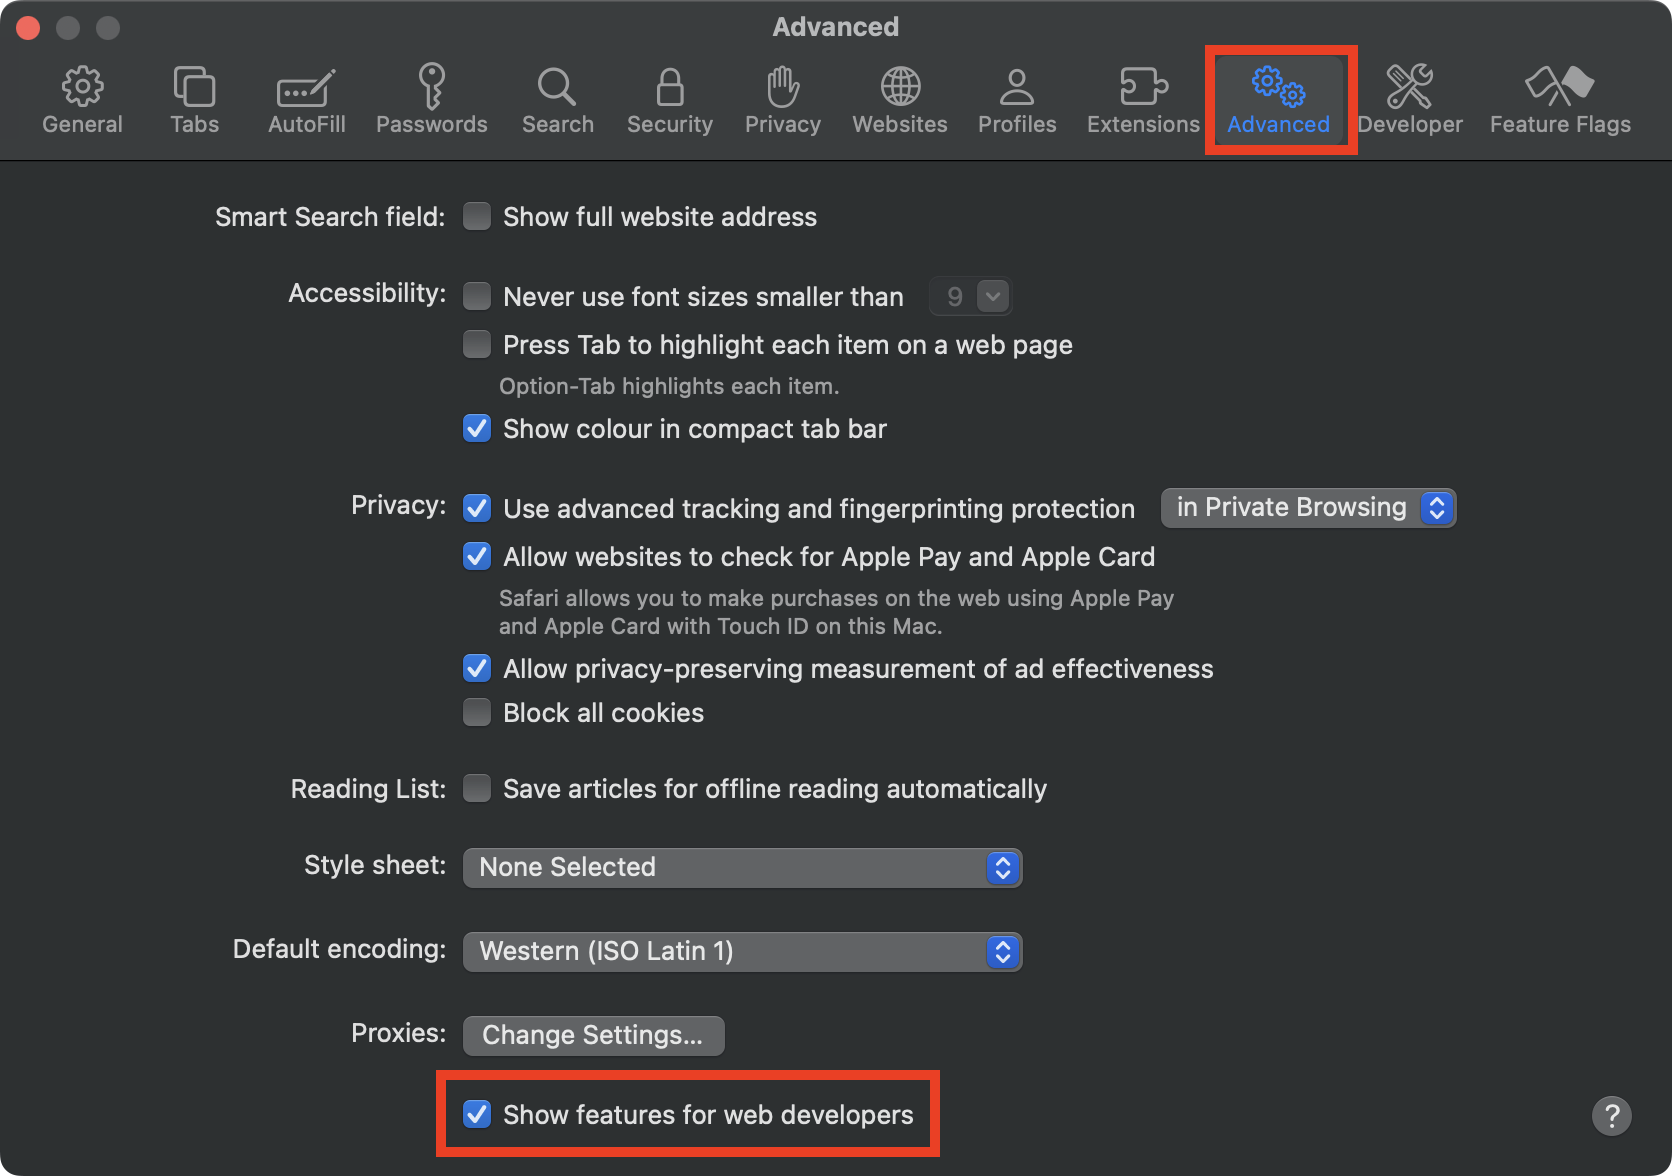 Advanced
General Tabs AutoFill Passwords Search Security Privacy Websites Profiles Extensions Advanced Developer Feature Flags
Smart Search field: Show full website address
Accessibility: Never use font sizes smaller than 9
Press Tab to highlight each item on a web page
Option-Tab highlights each item.
Show colour in compact tab bar
Privacy: Use advanced tracking and fingerprinting protection in Private Browsing
Allow websites to check for Apple Pay and Apple Card
Safari allows you to make purchases on the web using Apple Pay
and Apple Card with Touch ID on this Mac.
Allow privacy-preserving measurement of ad effectiveness
Block all cookies
Reading List: Save articles for offline reading automatically
Style sheet: None Selected
Default encoding: Western (ISO Latin 1)
Proxies: Change Settings...
Show features for web developers
?